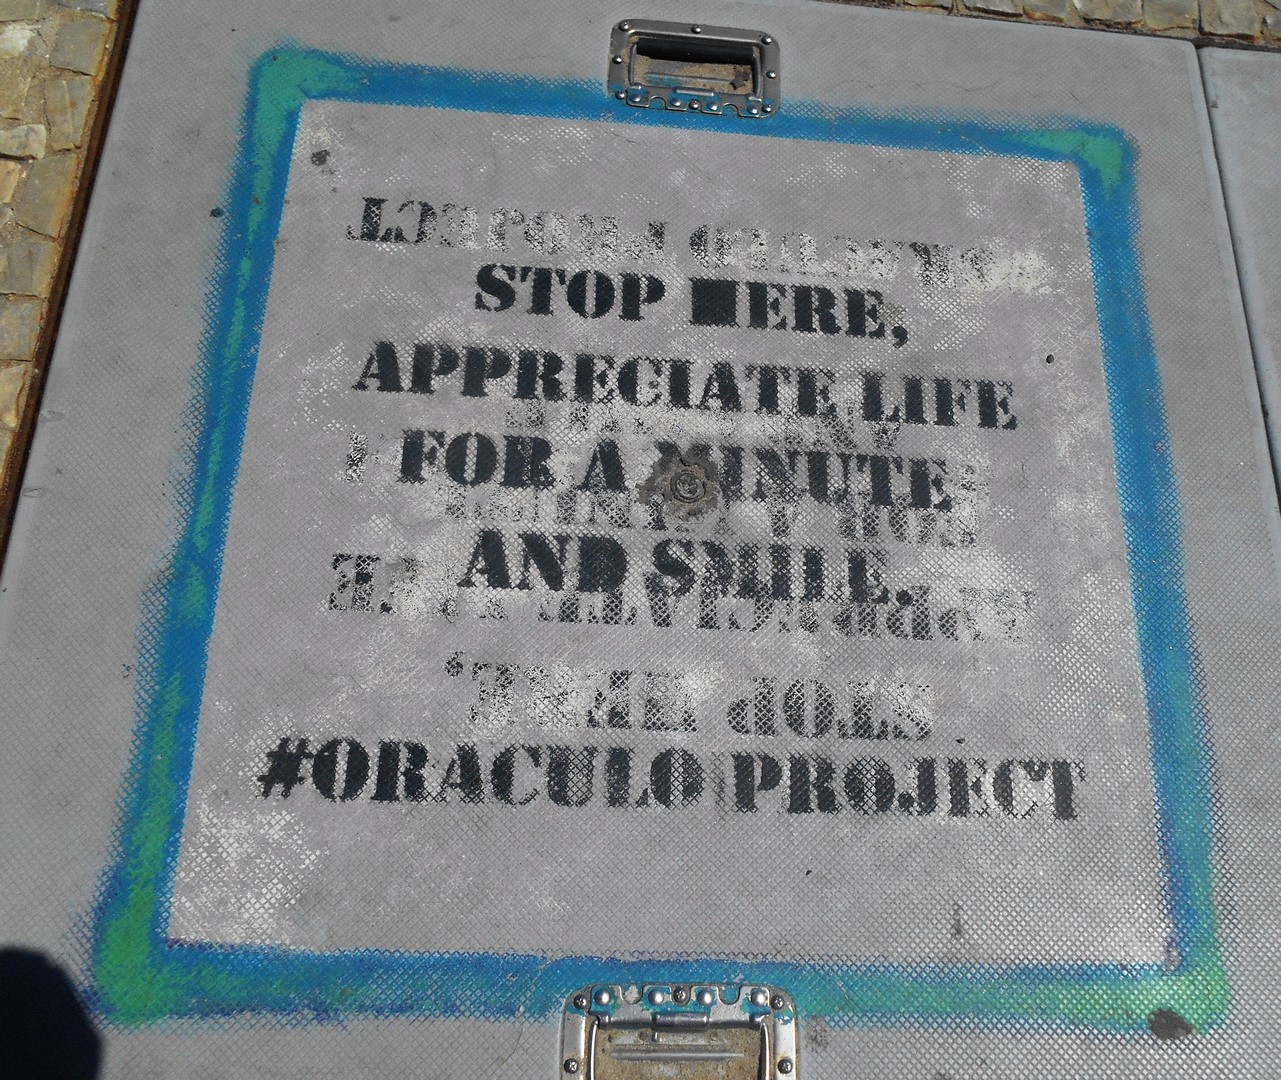 STOP HERE,
APPRECIATE LIFE
FOR A MINUTE
AND SMILE.
#ORACULO PROJECT